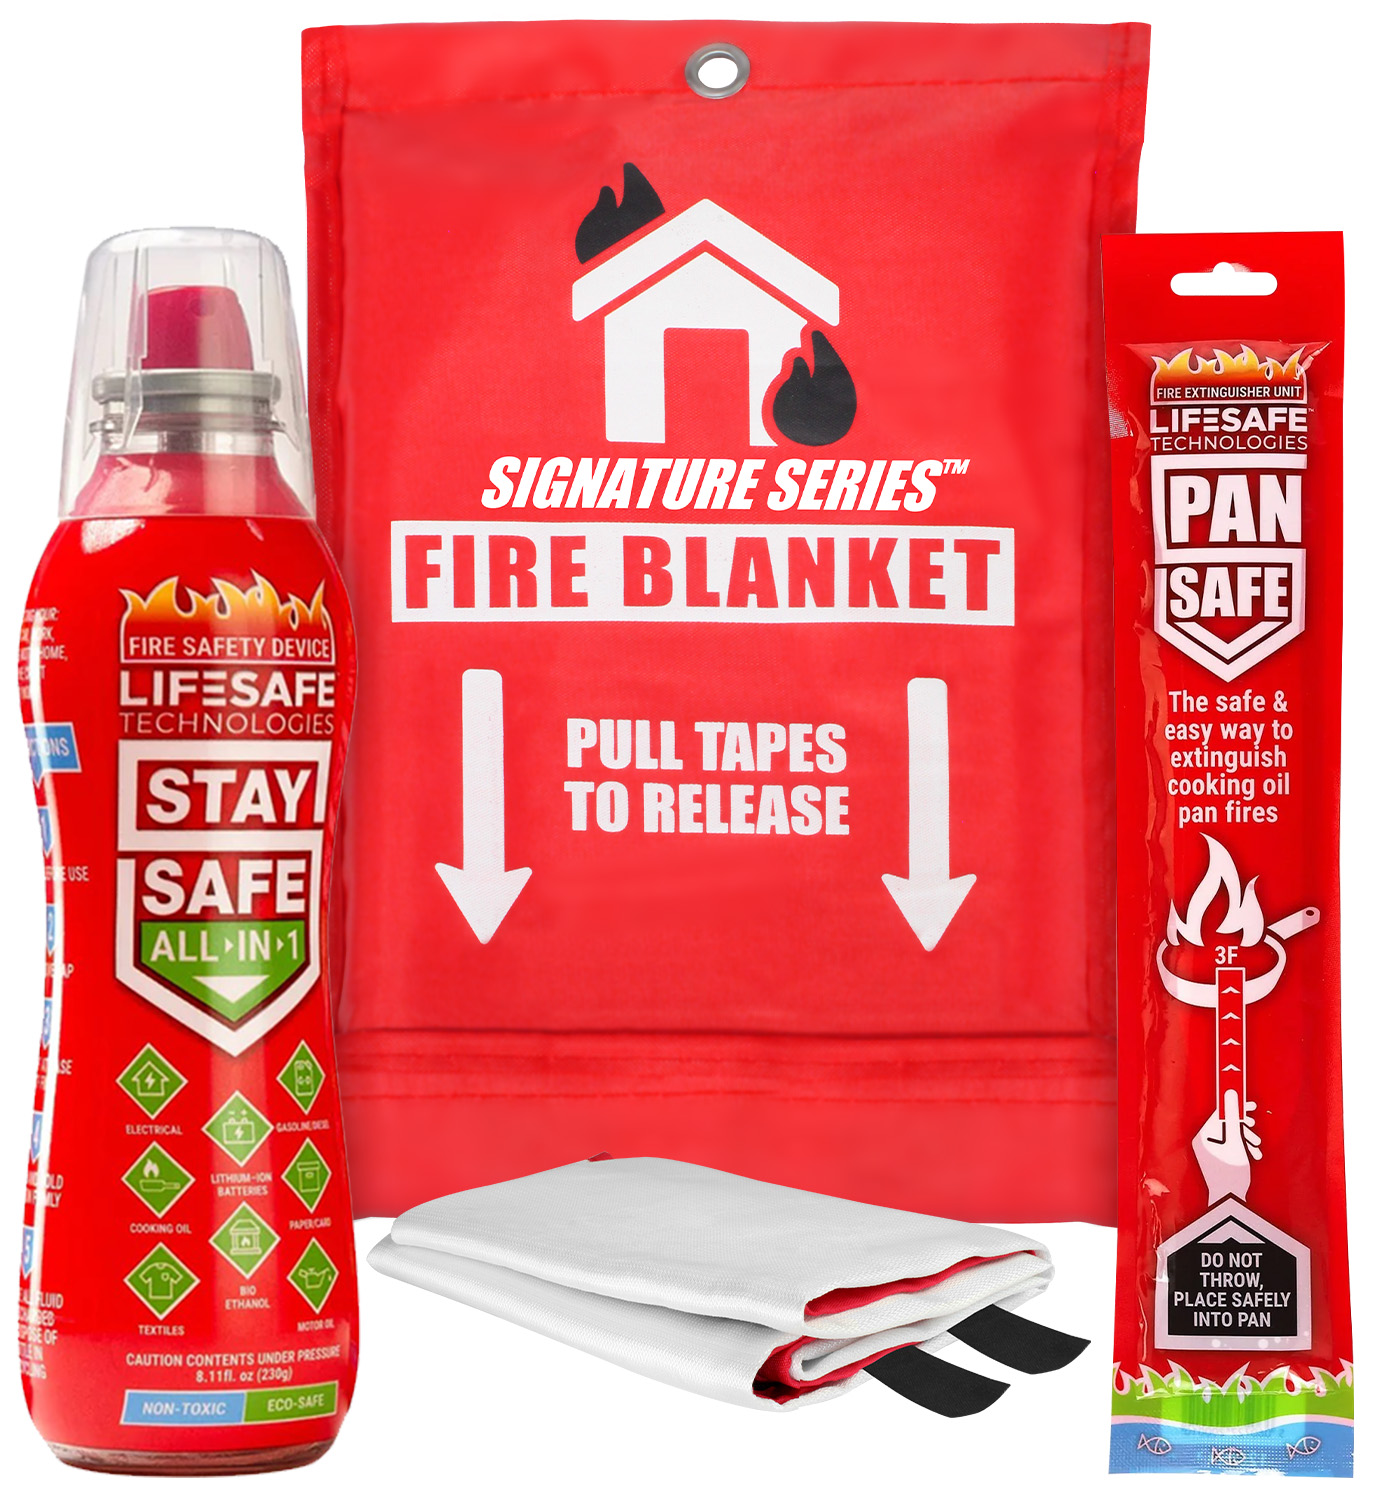 FIRE SAFETY DEVICE
LIFESAFE
TECHNOLOGIES
STAY
SAFE
ALL IN 1
ELECTRICAL
GASOLINE/DIESEL
LITHIUM-ION
BATTERIES
COOKING OIL
PAPER/CARD
BIO
ETHANOL
TEXTILES
MOTOR OIL
CAUTION CONTENTS UNDER PRESSURE
8.11fl. oz (230g)
NON-TOXIC
ECO-SAFE
SIGNATURE SERIES™
FIRE BLANKET
PULL TAPES
TO RELEASE
FIRE EXTINGUISHER UNIT
LIFESAFE™
TECHNOLOGIES
PAN
SAFE
The safe &
easy way to
extinguish
cooking oil
pan fires
3F
DO NOT
THROW,
PLACE SAFELY
INTO PAN